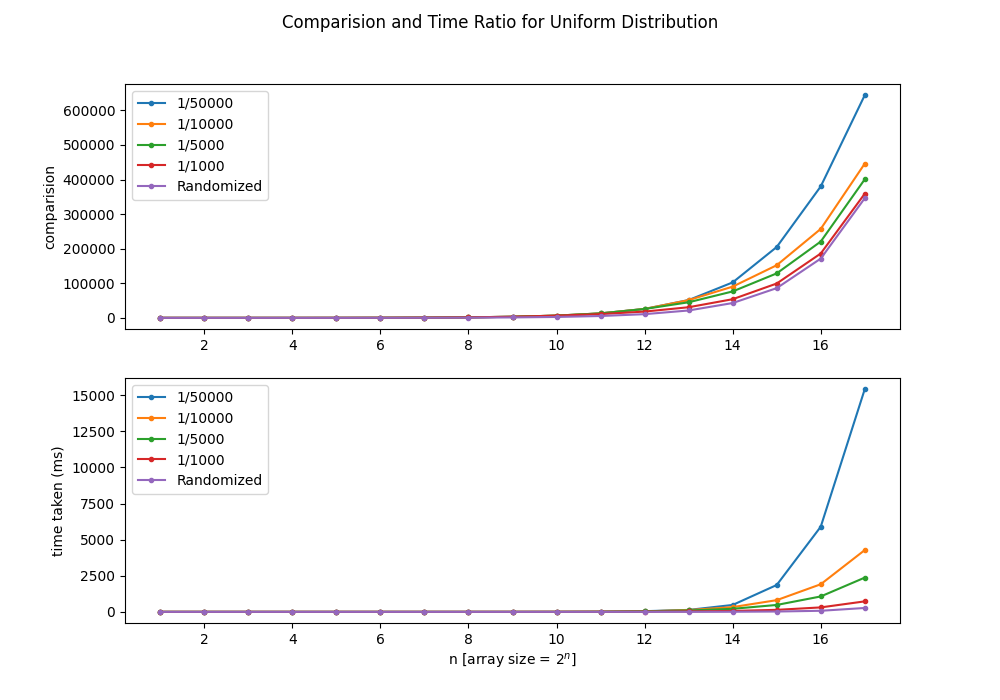 Comparision and Time Ratio for Uniform Distribution
1/50000
1/10000
1/5000
1/1000
Randomized
comparision
600000
500000
400000
300000
200000
100000
0
2 4 6 8 10 12 14 16
1/50000
1/10000
1/5000
1/1000
Randomized
time taken (ms)
15000
12500
10000
7500
5000
2500
0
2 4 6 8 10 12 14 16
n [array size = 2ⁿ]